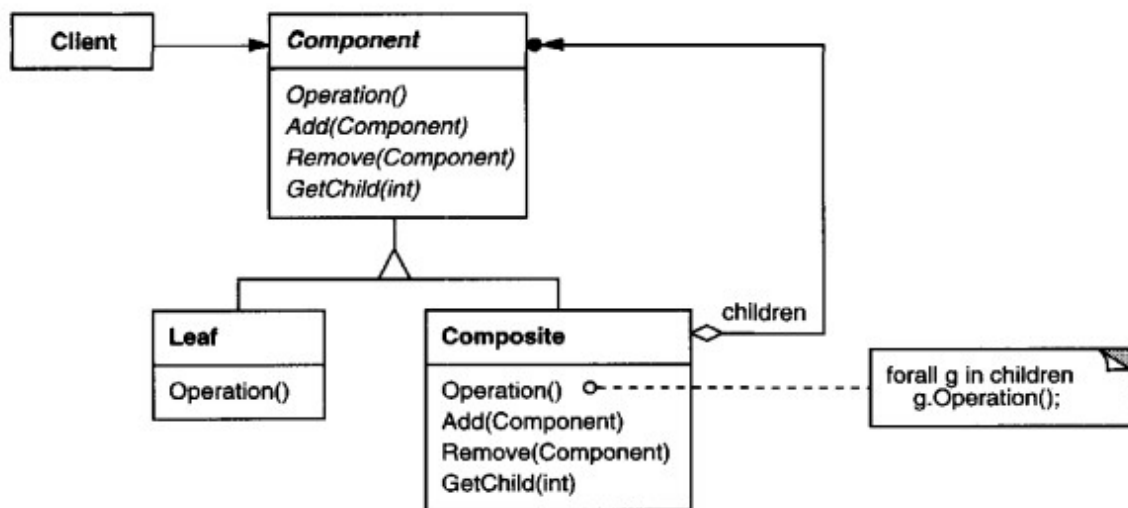 Client
Component
Operation()
Add(Component)
Remove(Component)
GetChild(int)
Leaf
Operation()
Composite
Operation()
Add(Component)
Remove(Component)
GetChild(int)
children
forall g in children
g.Operation();